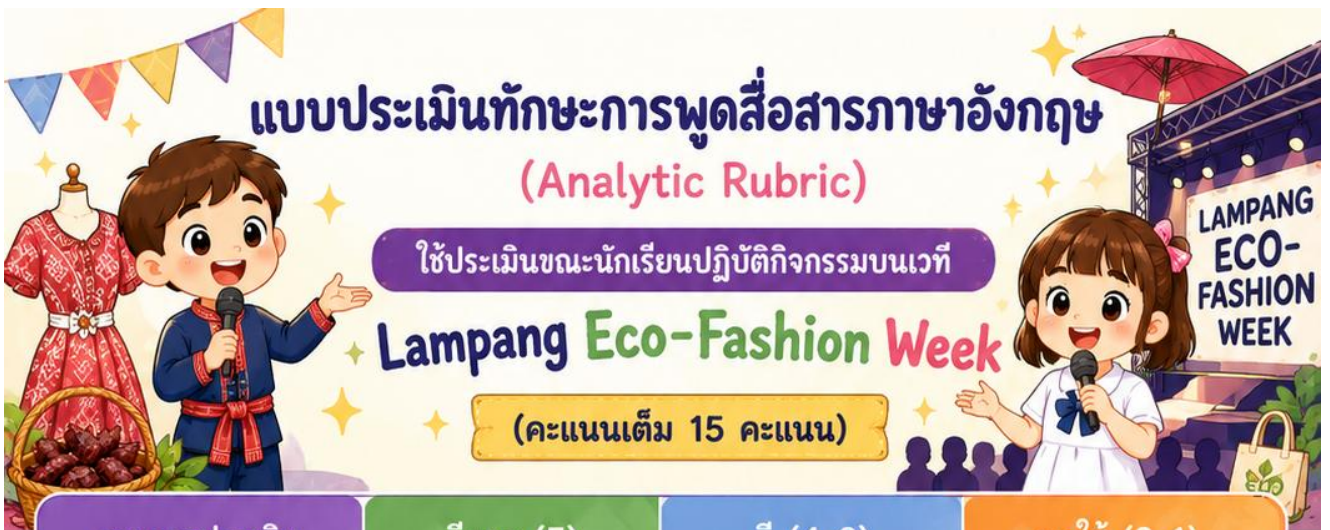 แบบประเมินทักษะการพูดสื่อสารภาษาอังกฤษ
(Analytic Rubric)
ใช้ประเมินขณะนักเรียนปฏิบัติกิจกรรมบนเวที
Lampang Eco-Fashion Week
(คะแนนเต็ม 15 คะแนน)
LAMPANG
ECO-
FASHION
WEEK